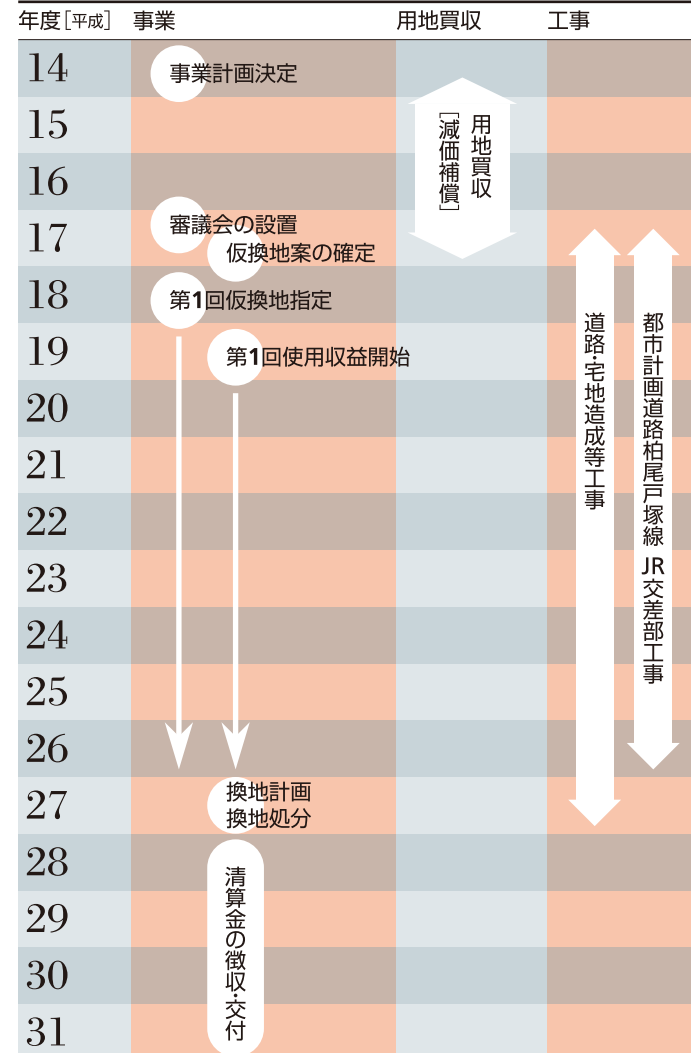 年度［平成］ 事業 用地買収 工事
14
事業計画決定
15
16
17
審議会の設置
仮換地案の確定
18
第1回仮換地指定
19
第1回使用収益開始
20
21
22
23
24
25
26
27
換地計画
換地処分
28
29
30
31
清算金の徴収・交付
用地買収
［減価補償］
都市計画道路柏尾戸塚線 JR交差部工事
道路・宅地造成等工事